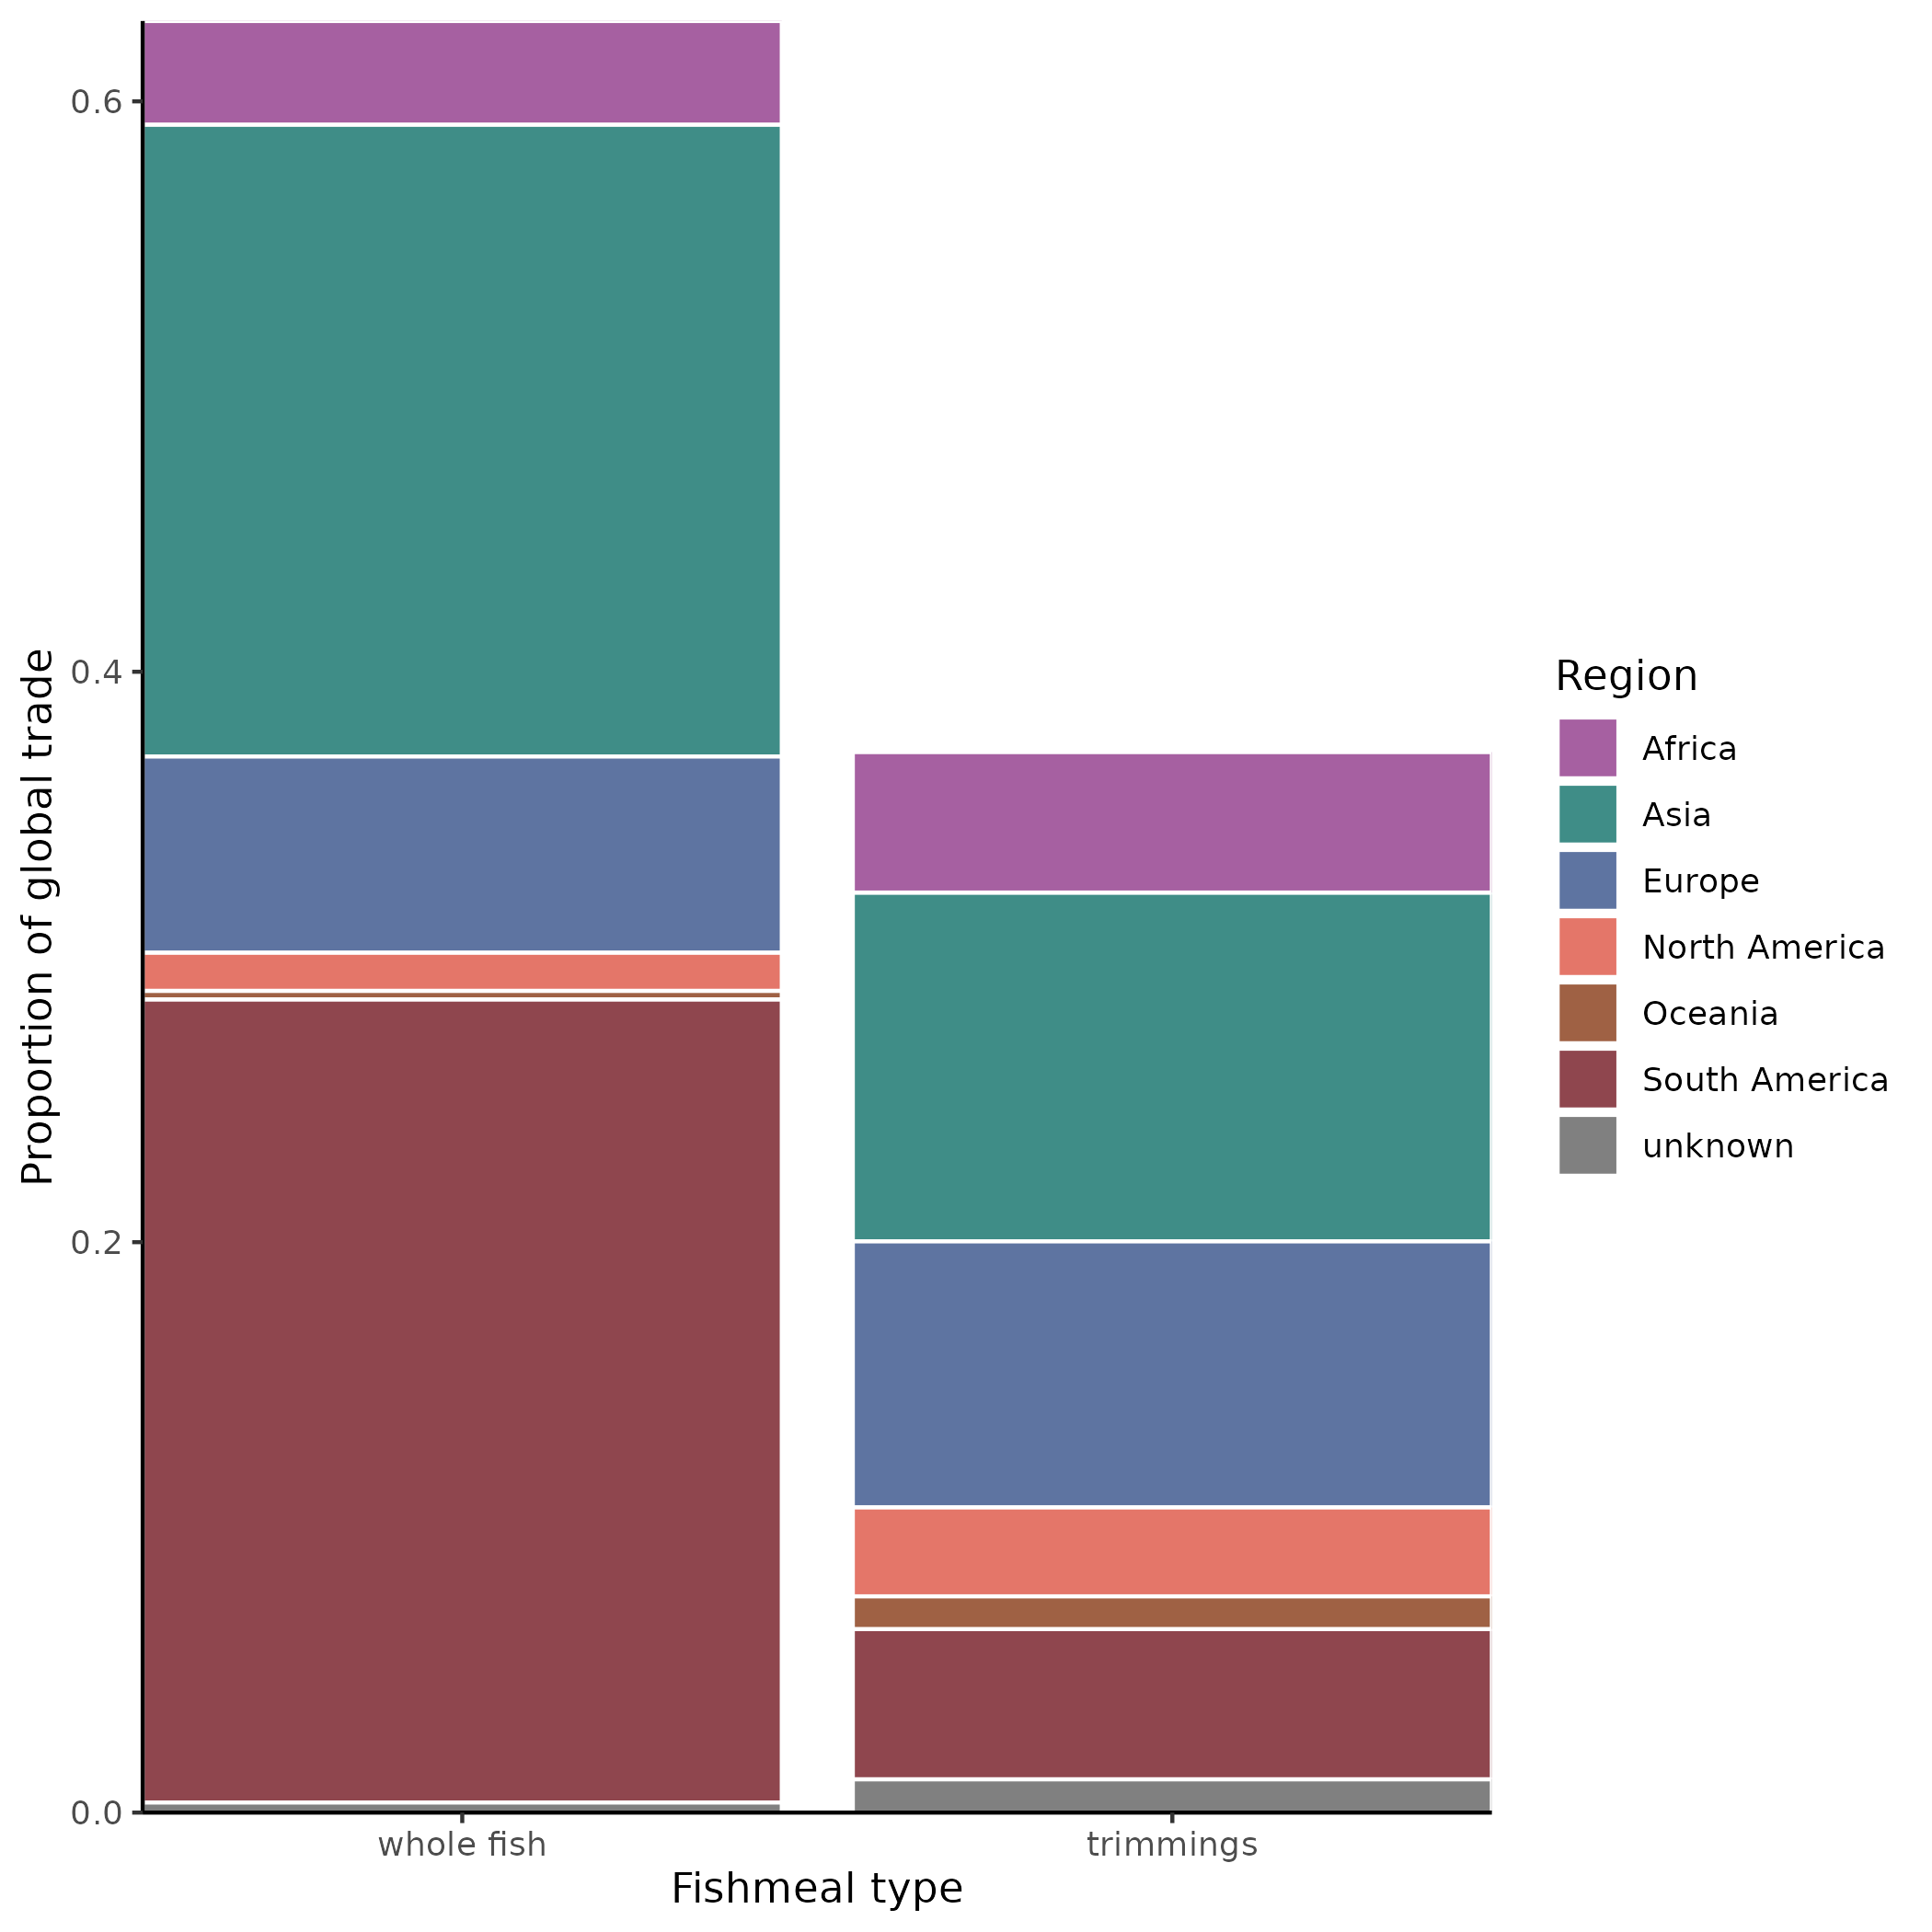 Proportion of global trade
0.6
0.4
0.2
0.0
whole fish
trimmings
Fishmeal type
Region
Africa
Asia
Europe
North America
Oceania
South America
unknown